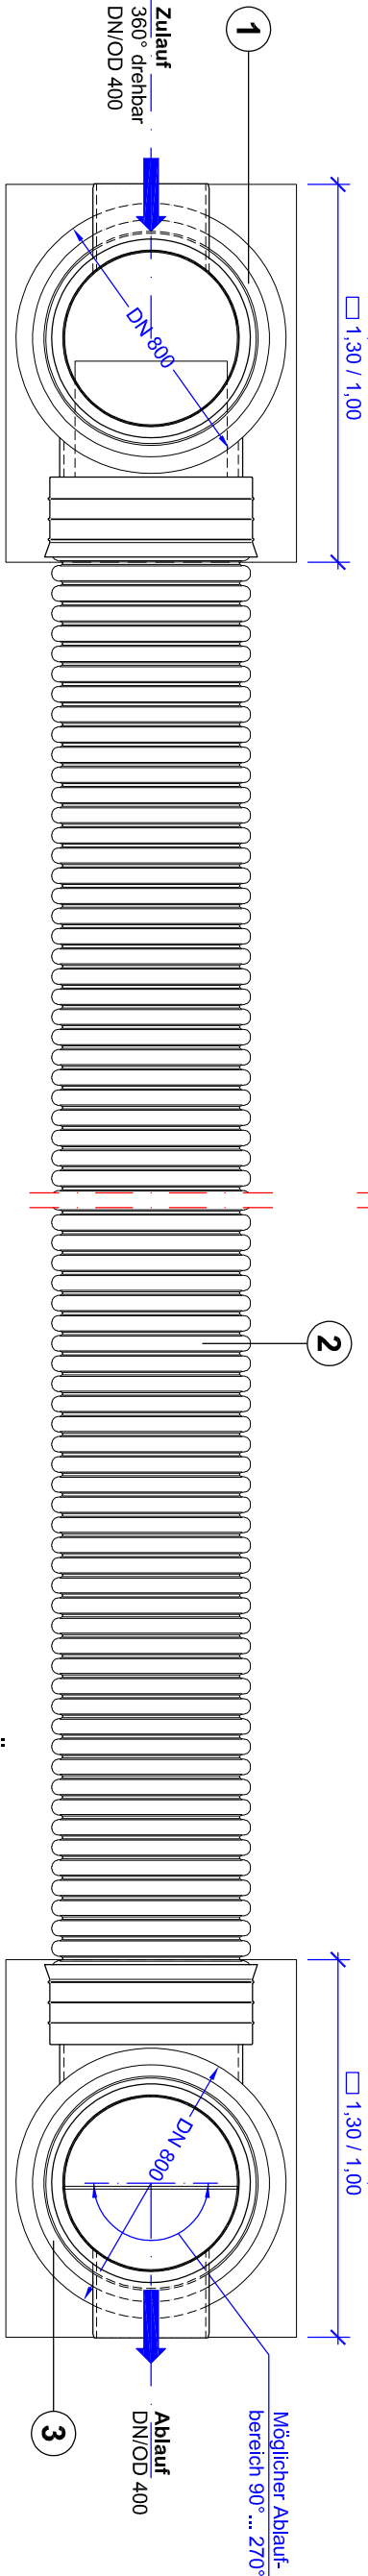 1
Zulauf
360° drehbar
DN/OD 400
□ 1,30 / 1,00
DN 800
2
□ 1,30 / 1,00
DN 800
Möglicher Ablauf-
bereich 90° ... 270°
Ablauf
DN/OD 400
3